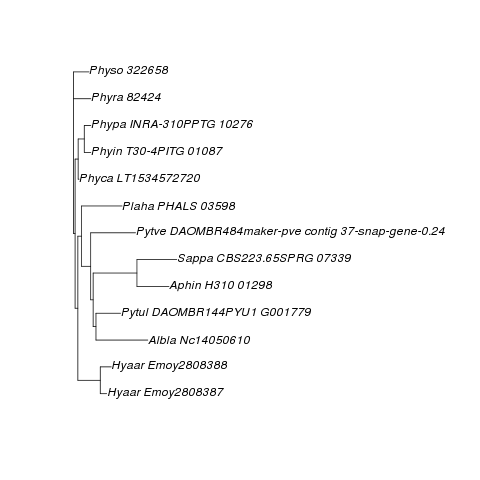 Physo 322658
Phyra 82424
Phypa INRA-310PPTG 10276
Phyin T30-4PITG 01087
Phyca LT1534572720
Plaha PHALS 03598
Pytve DAOMBR484maker-pve contig 37-snap-gene-0.24
Sappa CBS223.65SPRG 07339
Aphin H310 01298
Pytul DAOMBR144PYU1 G001779
Albla Nc14050610
Hyaar Emoy2808388
Hyaar Emoy2808387